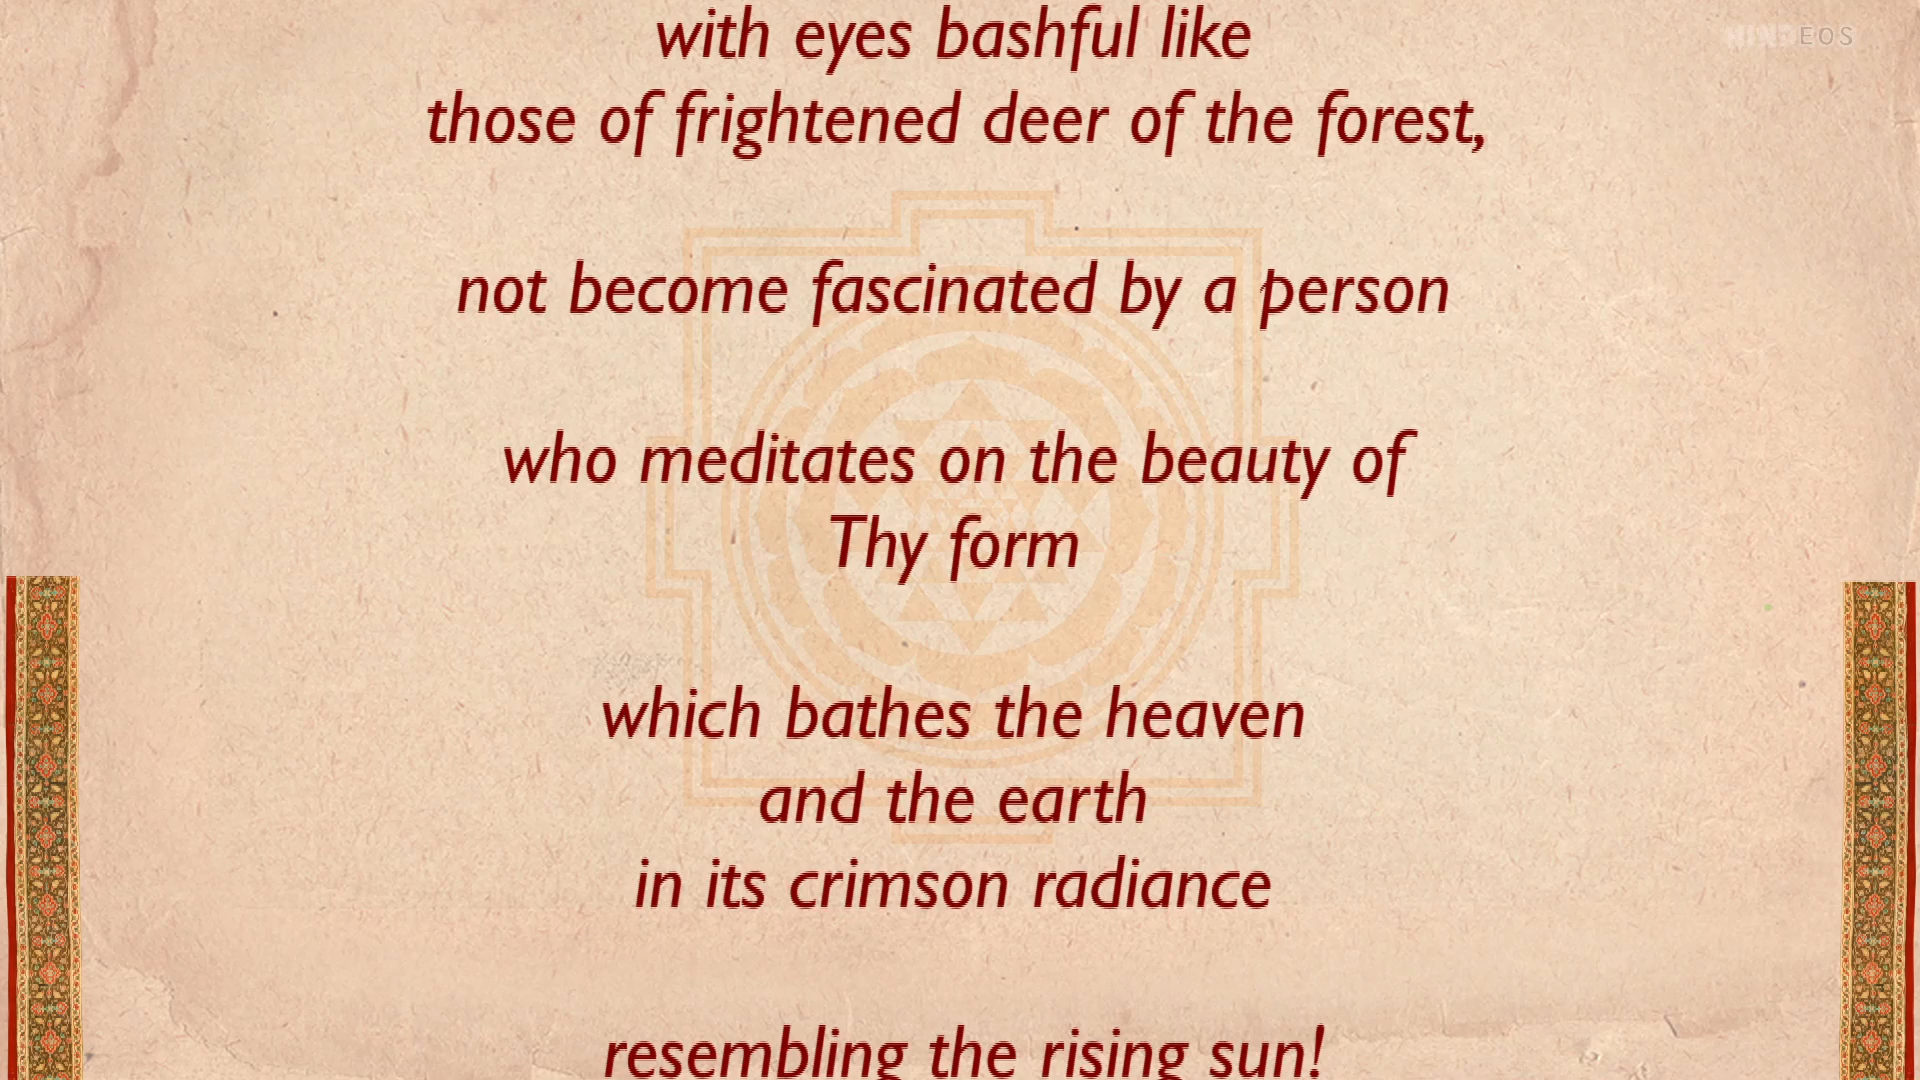 with eyes bashful like
EOS
those of frightened deer of the forest,
not become fascinated by a person
who meditates on the beauty of
Thy form
which bathes the heaven
and the earth
in its crimson radiance
resembling the rising sun!